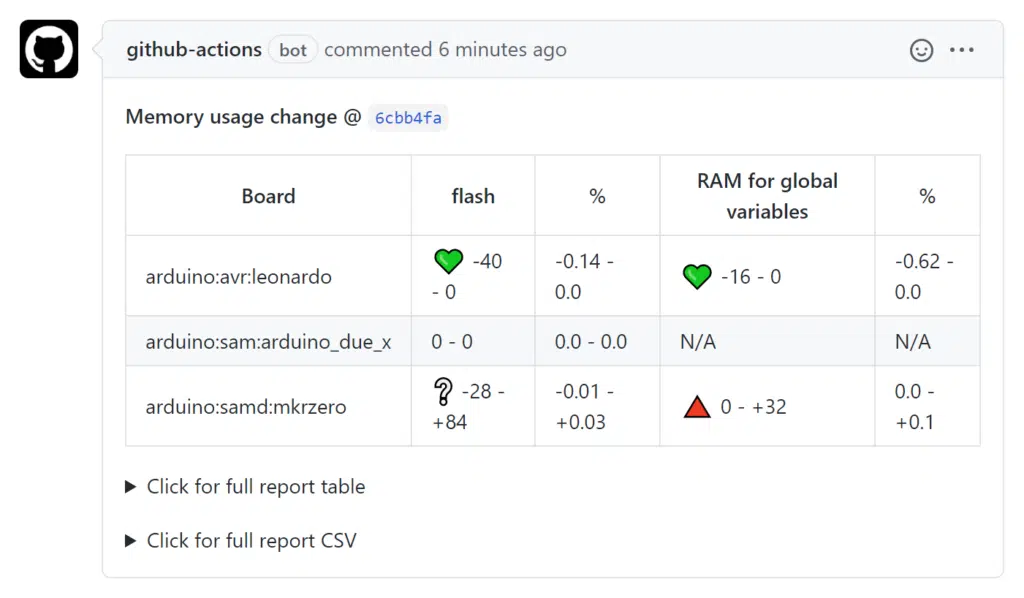 github-actions bot commented 6 minutes ago
Memory usage change @ 6cbb4fa
Board flash % RAM for global variables %
arduino:avr:leonardo -40 - 0 -0.14 - 0.0 -16 - 0 -0.62 - 0.0
arduino:sam:arduino_due_x 0 - 0 0.0 - 0.0 N/A N/A
arduino:samd:mkrzero -28 - +84 -0.01 - +0.03 0 - +32 0.0 - +0.1
Click for full report table
Click for full report CSV